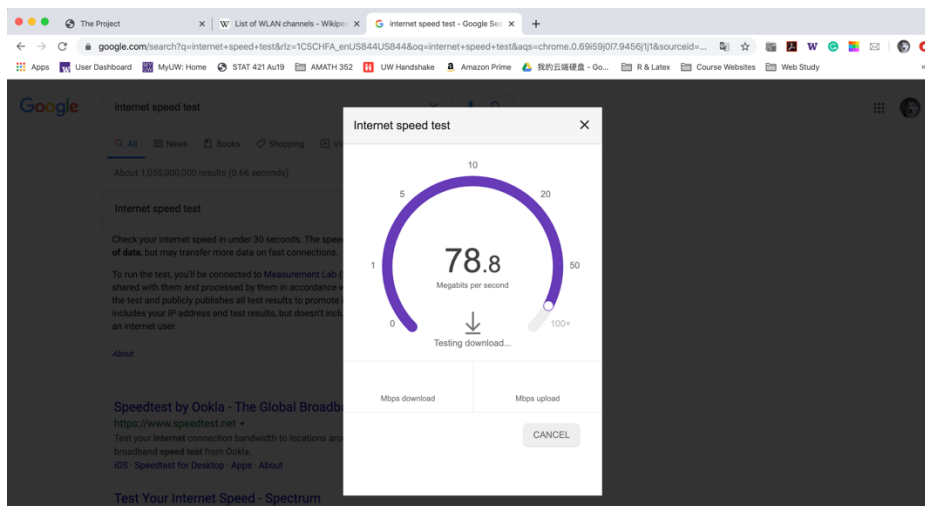 The Project
List of WLAN channels - Wikipe
internet speed test - Google Sea
google.com/search?q=internet+speed+test&rlz=1C5CHFA_enUS844US844&oq=internet+speed+test&aqs=chrome.0.69i59j0l7.9456j1j1&sourceid=...
Apps User Dashboard MyUW: Home STAT 421 Au19 AMATH 352 UW Handshake Amazon Prime 我的云端硬盘 - Go... R & Latex Course Websites Web Study
Google
internet speed test
All News Books Shopping
About 1,050,000,000 results (0.66 seconds)
Internet speed test
Check your internet speed in under 30 seconds. The spee
of data, but may transfer more data on fast connections.
To run the test, you'll be connected to Measurement Lab
shared with them and processed by them in accordance
the test and publicly publishes all test results to promote
includes your IP address and test results, but doesn't incl
an internet user.
About
Speedtest by Ookla - The Global Broadba
https://www.speedtest.net
Test your Internet connection bandwidth to locations aro
broadband speed test from Ookla.
iOS · Speedtest for Desktop · Apps · About
Test Your Internet Speed - Spectrum
Internet speed test
10
5
20
1
50
78.8
Megabits per second
0
100+
Testing download...
Mbps download
Mbps upload
CANCEL